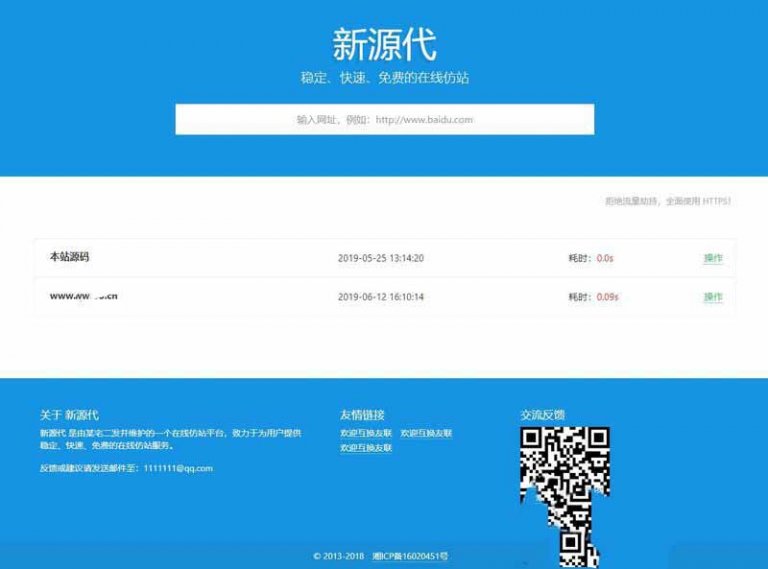 新源代
稳定、快速、免费的在线仿站
输入网址，例如：http://www.baidu.com
拒绝流量劫持，全面使用 HTTPS！
本站源码 2019-05-25 13:14:20 耗时：0.0s 操作
2019-06-12 16:10:14 耗时：0.09s 操作
关于 新源代
新源代 是由某宅二发并维护的一个在线仿站平台，致力于为用户提供
稳定、快速、免费的在线仿站服务。
反馈或建议请发送邮件至：1111111@qq.com
友情链接
欢迎互换友联 欢迎互换友联
欢迎互换友联
交流反馈
© 2013-2018 湘ICP备16020451号